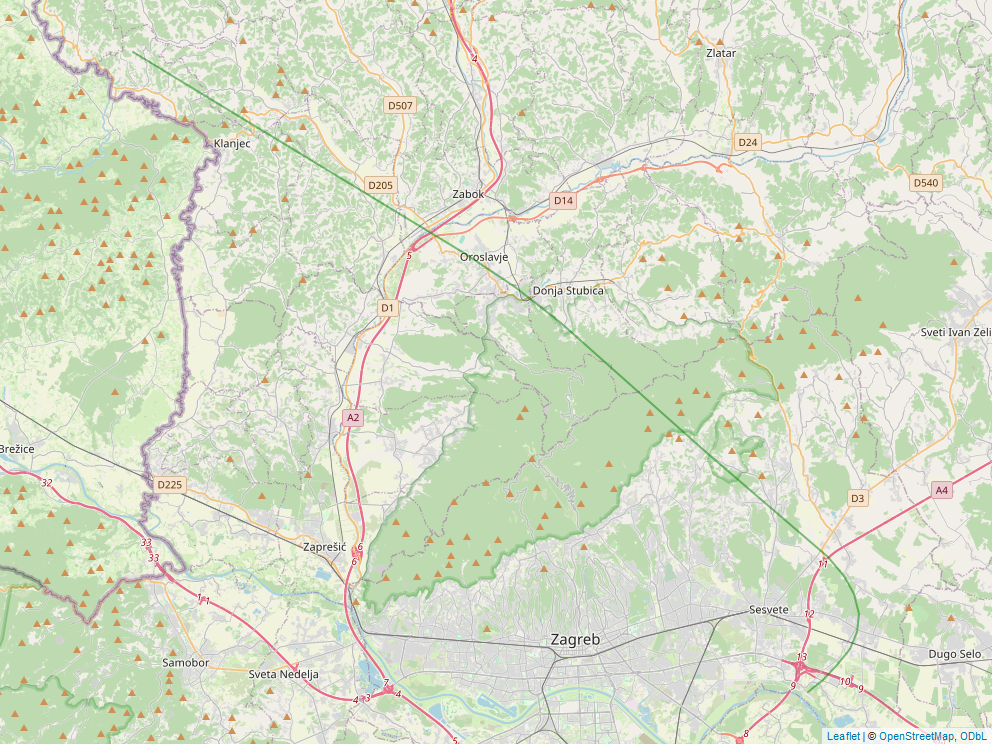 4
Zlatar
D507
Klanjec
D24
D205
D540
Zabok
D14
5
Oroslavje
Donja Stubica
D1
Sveti Ivan Zeli
A2
Brežice
32
D225
A4
D3
33
Zaprešić
6
33
6
11
1
1
Sesvete
12
Zagreb
Dugo Selo
13
Samobor
Sveta Nedelja
7
4
3
4
9
10
9
5
8
Leaflet | © OpenStreetMap, ODbL